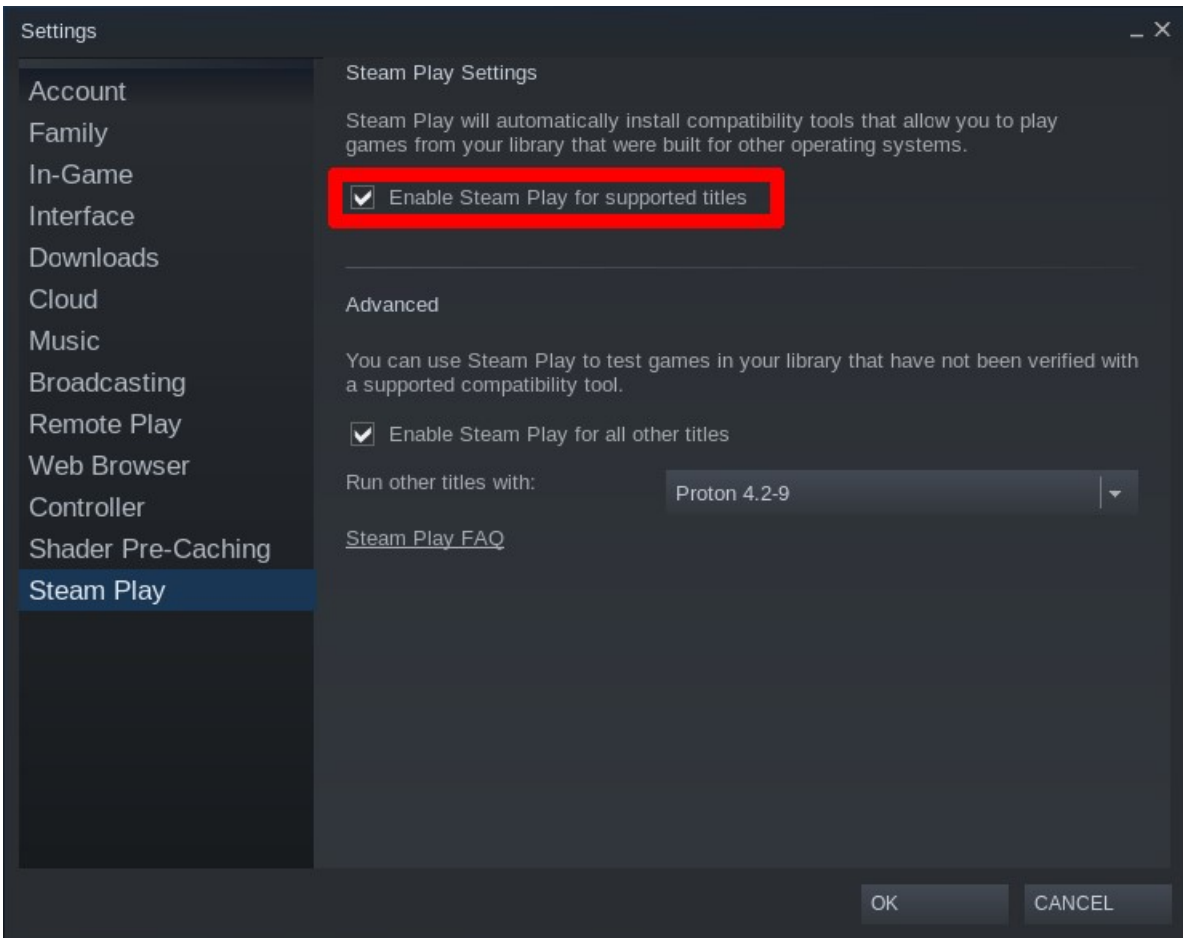 Settings
Account
Family
In-Game
Interface
Downloads
Cloud
Music
Broadcasting
Remote Play
Web Browser
Controller
Shader Pre-Caching
Steam Play
Steam Play Settings
Steam Play will automatically install compatibility tools that allow you to play
games from your library that were built for other operating systems.
Enable Steam Play for supported titles
Advanced
You can use Steam Play to test games in your library that have not been verified with
a supported compatibility tool.
Enable Steam Play for all other titles
Run other titles with:
Proton 4.2-9
Steam Play FAQ
OK
CANCEL